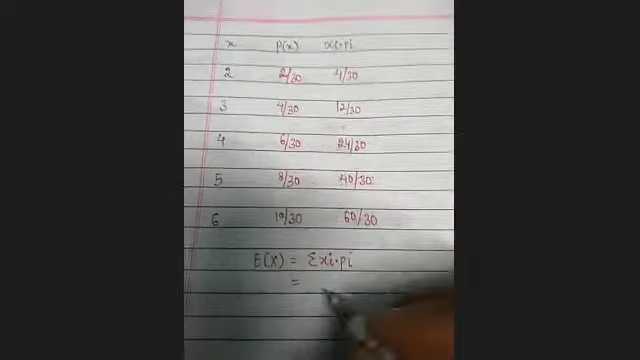 x P(x) xi·pi
2 2/30 4/30
3 4/30 12/30
4 6/30 24/30
5 8/30 40/30
6 10/30 60/30
E(X) = Σxi·pi
=